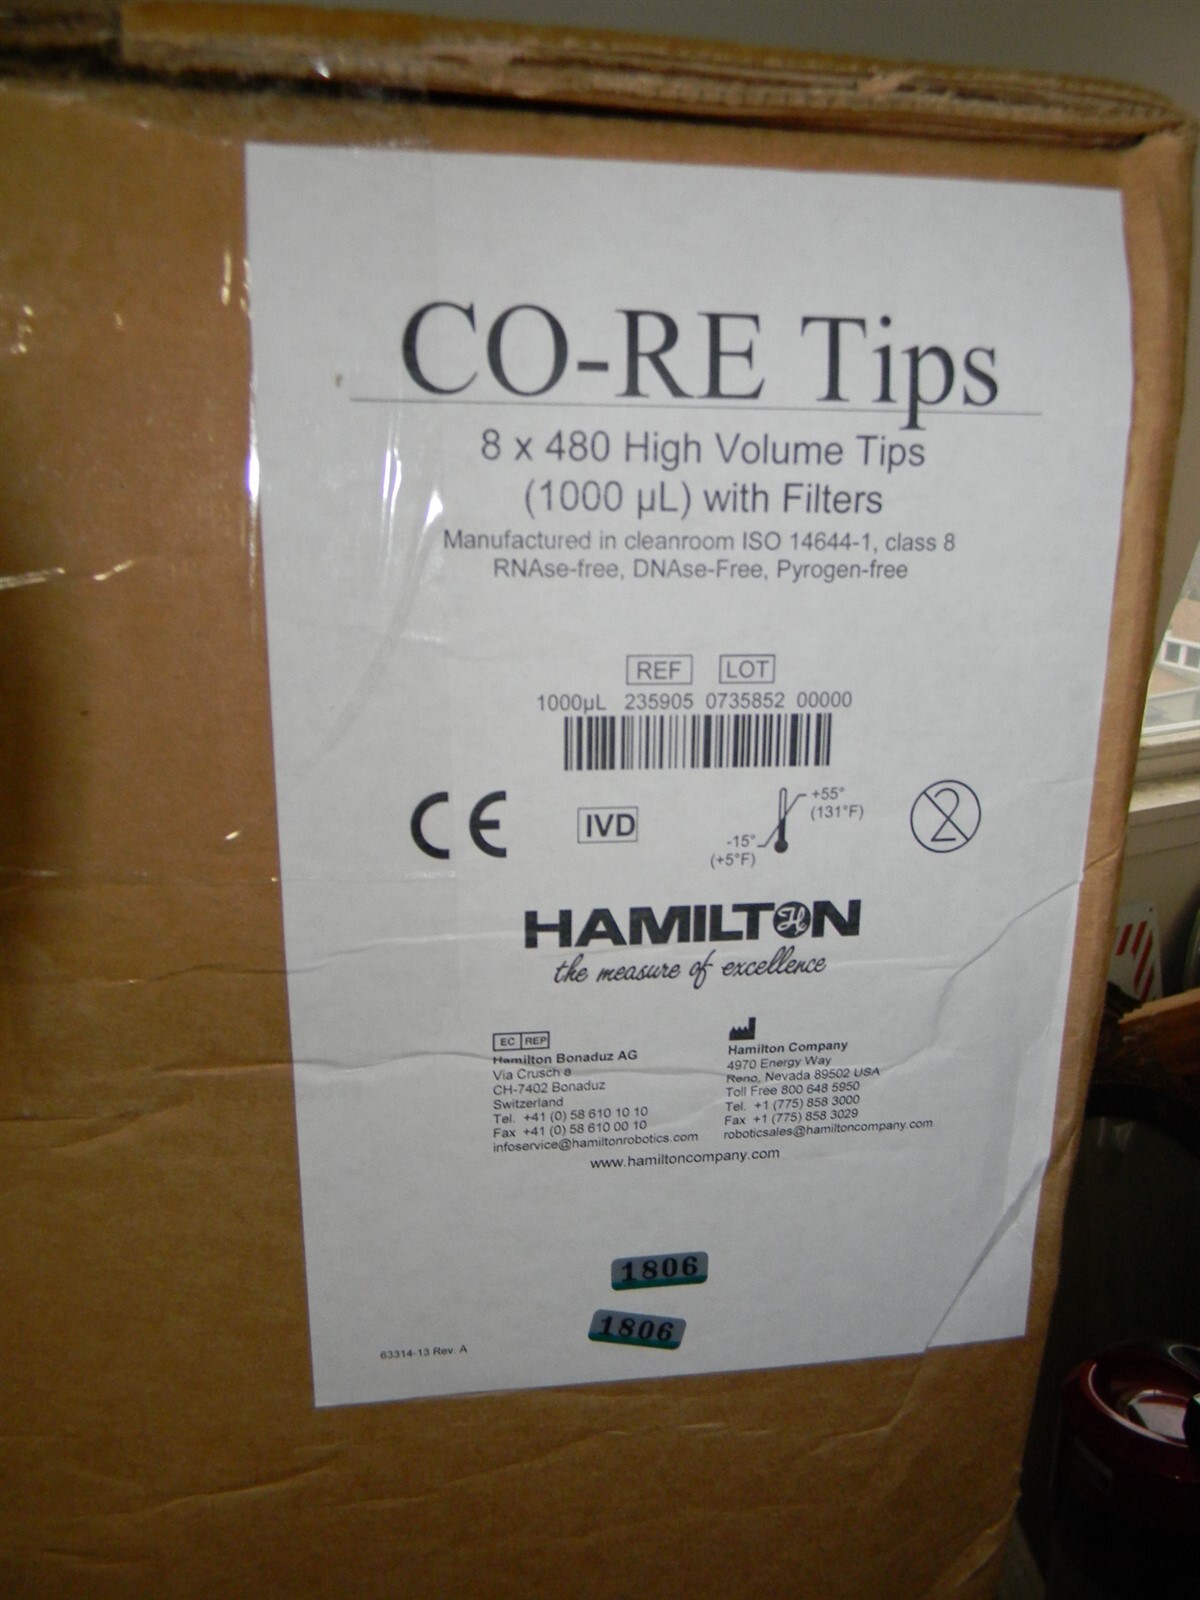 CO-RE Tips
8 x 480 High Volume Tips
(1000 µL) with Filters
Manufactured in cleanroom ISO 14644-1, class 8
RNAse-free, DNAse-Free, Pyrogen-free
REF LOT
1000µL 235905 0735852 00000
CE
IVD
+55°
(131°F)
-15°
(+5°F)
2
HAMILTON
the measure of excellence
EC REP
Hamilton Bonaduz AG
Via Crusch 8
CH-7402 Bonaduz
Switzerland
Tel. +41 (0) 58 610 10 10
Fax +41 (0) 58 610 00 10
infoservice@hamiltonrobotics.com
Hamilton Company
4970 Energy Way
Reno, Nevada 89502 USA
Toll Free 800 648 5950
Tel. +1 (775) 858 3000
Fax +1 (775) 858 3029
roboticsales@hamiltoncompany.com
www.hamiltoncompany.com
1806
1806
63314-13 Rev. A